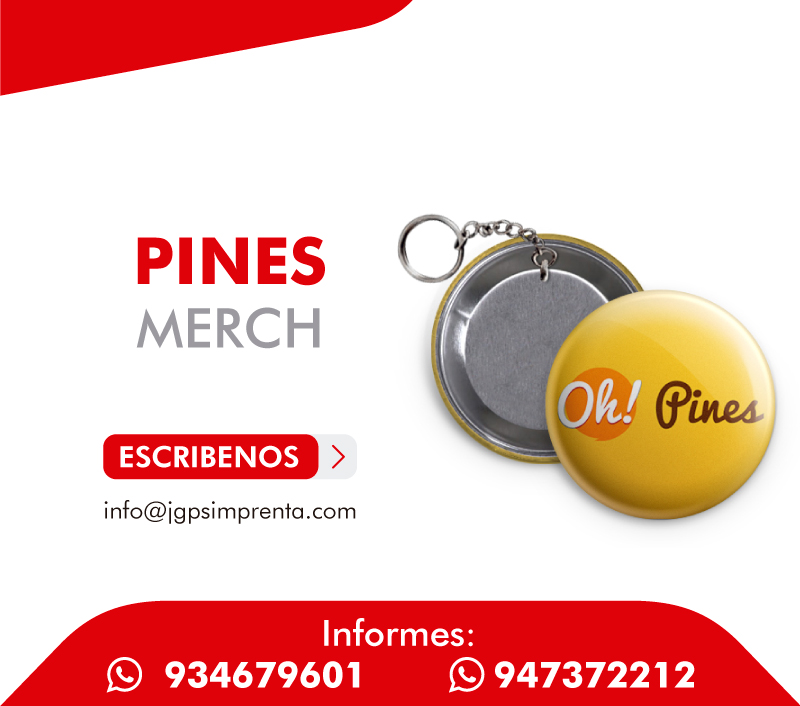 PINES
MERCH
Oh! Pines
ESCRIBENOS
info@jgpsimprenta.com
Informes:
934679601
947372212